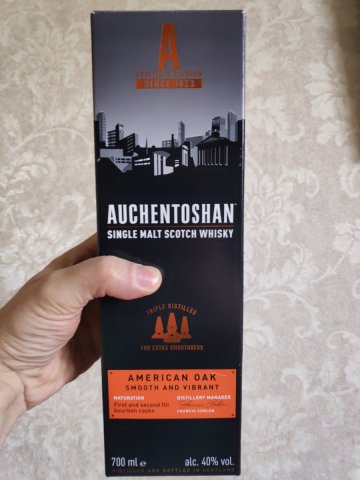 A
SINCE 1823
AUCHENTOSHAN
SINGLE MALT SCOTCH WHISKY
TRIPLE DISTILLED
FOR EXTRA SMOOTHNESS
AMERICAN OAK
SMOOTH AND VIBRANT
MATURATION
First and second fill
bourbon casks
DISTILLERY MANAGER
700 ml e
alc. 40% vol.
DISTILLED AND BOTTLED IN SCOTLAND